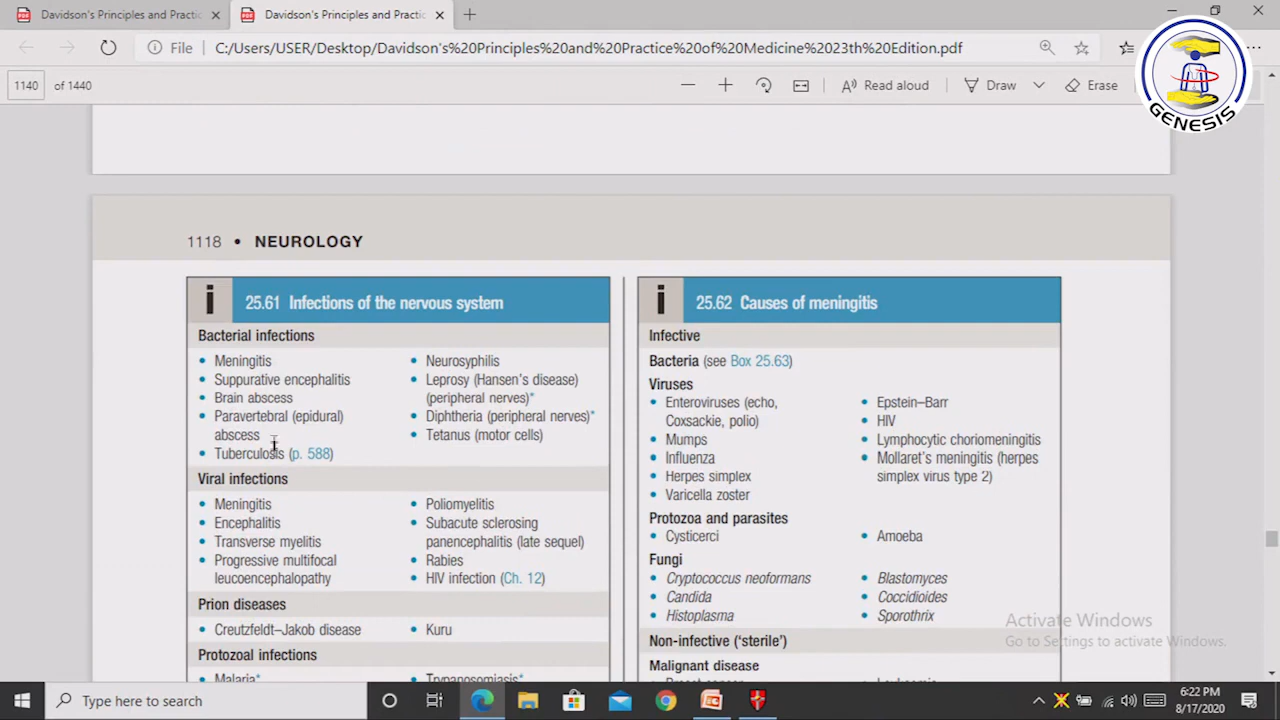 Davidson's Principles and Practic
Davidson's Principles and Practic
File
C:/Users/USER/Desktop/Davidson's%20Principles%20and%20Practice%20of%20Medicine%2023th%20Edition.pdf
1140 of 1440
Read aloud
Draw
Erase
GENESIS
1118 • NEUROLOGY
i 25.61 Infections of the nervous system
Bacterial infections
• Meningitis
• Suppurative encephalitis
• Brain abscess
• Paravertebral (epidural)
abscess
• Tuberculosis (p. 588)
• Neurosyphilis
• Leprosy (Hansen's disease)
(peripheral nerves)*
• Diphtheria (peripheral nerves)*
• Tetanus (motor cells)
Viral infections
• Meningitis
• Encephalitis
• Transverse myelitis
• Progressive multifocal
leucoencephalopathy
• Poliomyelitis
• Subacute sclerosing
panencephalitis (late sequel)
• Rabies
• HIV infection (Ch. 12)
Prion diseases
• Creutzfeldt–Jakob disease
• Kuru
Protozoal infections
• Malaria*
• Trypanosomiasis*
i 25.62 Causes of meningitis
Infective
Bacteria (see Box 25.63)
Viruses
• Enteroviruses (echo,
Coxsackie, polio)
• Mumps
• Influenza
• Herpes simplex
• Varicella zoster
• Epstein–Barr
• HIV
• Lymphocytic choriomeningitis
• Mollaret's meningitis (herpes
simplex virus type 2)
Protozoa and parasites
• Cysticerci
• Amoeba
Fungi
• Cryptococcus neoformans
• Candida
• Histoplasma
• Blastomyces
• Coccidioides
• Sporothrix
Non-infective ('sterile')
Malignant disease
• Breast cancer
• Leukaemia
Activate Windows
Go to Settings to activate Windows.
Type here to search
6:22 PM
8/17/2020